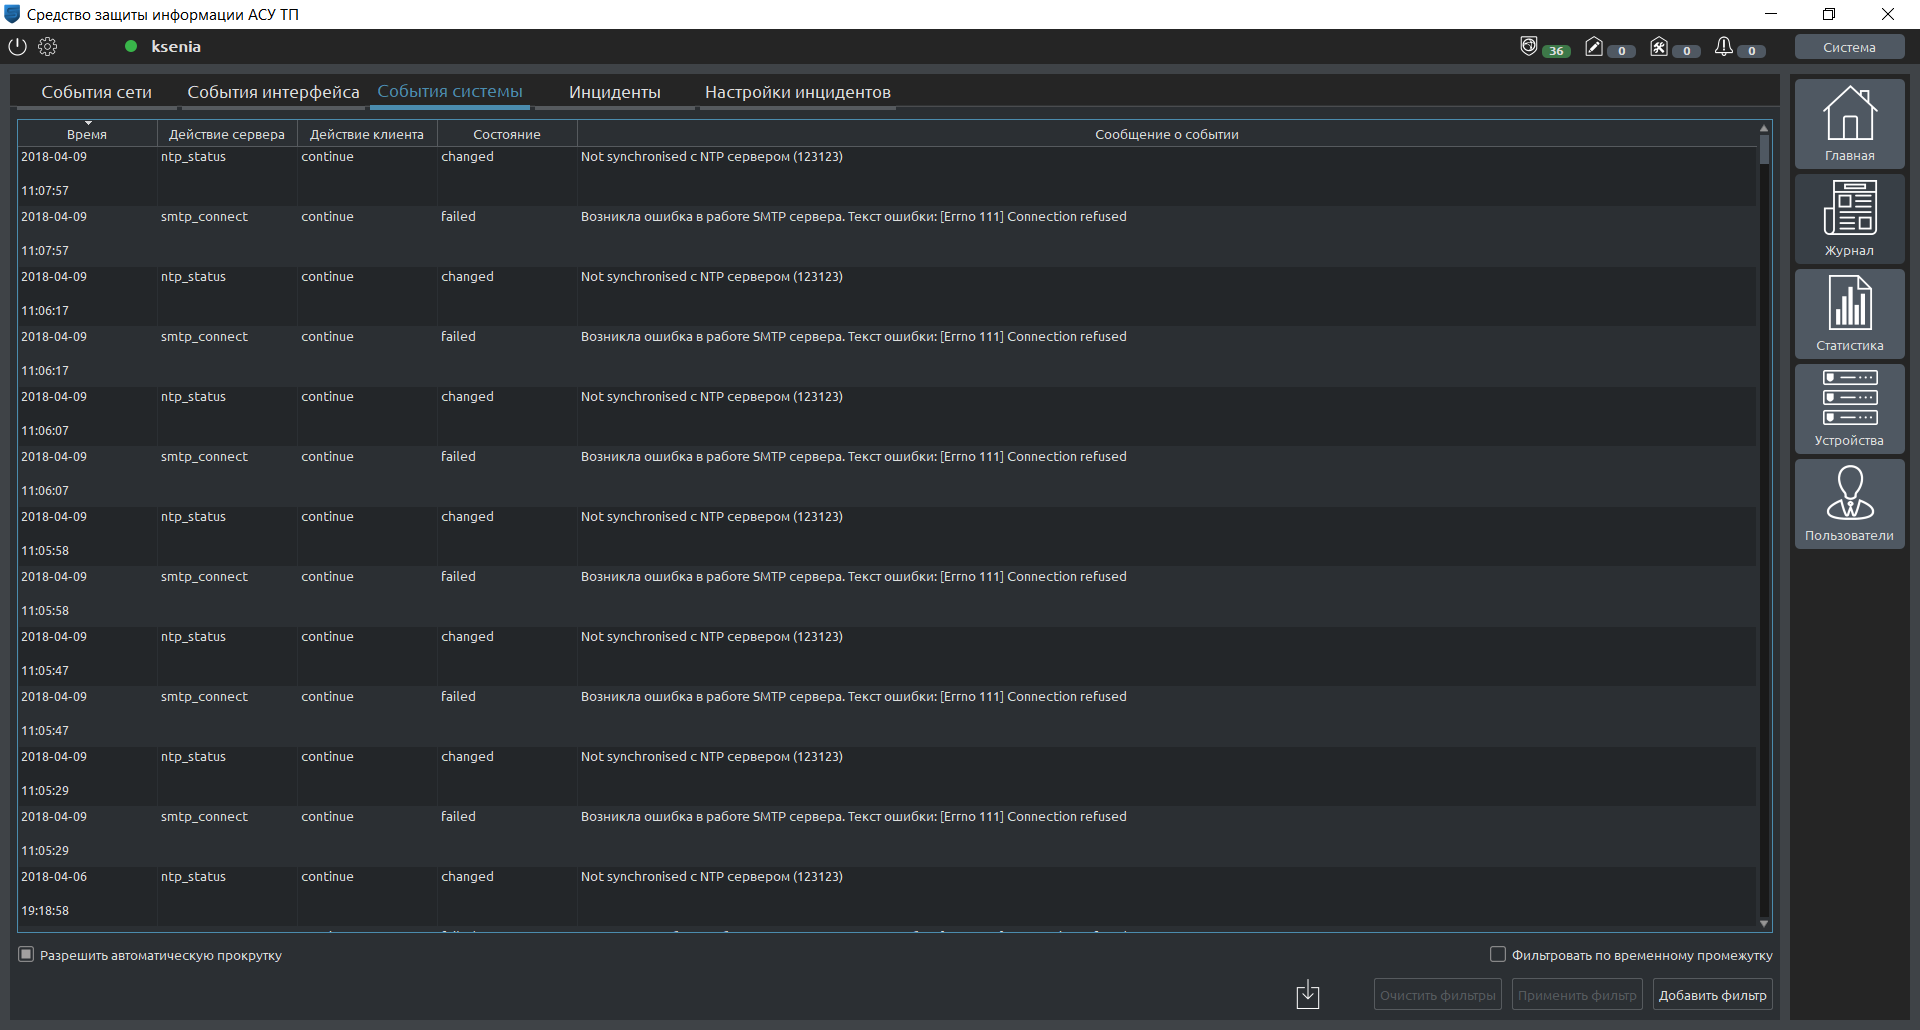 Средство защиты информации АСУ ТП
ksenia
36
0
0
0
Система
События сети
События интерфейса
События системы
Инциденты
Настройки инцидентов
Время Действие сервера Действие клиента Состояние Сообщение о событии
2018-04-09 ntp_status continue changed Not synchronised с NTP сервером (123123)
11:07:57
2018-04-09 smtp_connect continue failed Возникла ошибка в работе SMTP сервера. Текст ошибки: [Errno 111] Connection refused
11:07:57
2018-04-09 ntp_status continue changed Not synchronised с NTP сервером (123123)
11:06:17
2018-04-09 smtp_connect continue failed Возникла ошибка в работе SMTP сервера. Текст ошибки: [Errno 111] Connection refused
11:06:17
2018-04-09 ntp_status continue changed Not synchronised с NTP сервером (123123)
11:06:07
2018-04-09 smtp_connect continue failed Возникла ошибка в работе SMTP сервера. Текст ошибки: [Errno 111] Connection refused
11:06:07
2018-04-09 ntp_status continue changed Not synchronised с NTP сервером (123123)
11:05:58
2018-04-09 smtp_connect continue failed Возникла ошибка в работе SMTP сервера. Текст ошибки: [Errno 111] Connection refused
11:05:58
2018-04-09 ntp_status continue changed Not synchronised с NTP сервером (123123)
11:05:47
2018-04-09 smtp_connect continue failed Возникла ошибка в работе SMTP сервера. Текст ошибки: [Errno 111] Connection refused
11:05:47
2018-04-09 ntp_status continue changed Not synchronised с NTP сервером (123123)
11:05:29
2018-04-09 smtp_connect continue failed Возникла ошибка в работе SMTP сервера. Текст ошибки: [Errno 111] Connection refused
11:05:29
2018-04-06 ntp_status continue changed Not synchronised с NTP сервером (123123)
19:18:58
Разрешить автоматическую прокрутку
Фильтровать по временному промежутку
Очистить фильтры
Применить фильтр
Добавить фильтр
Главная
Журнал
Статистика
Устройства
Пользователи